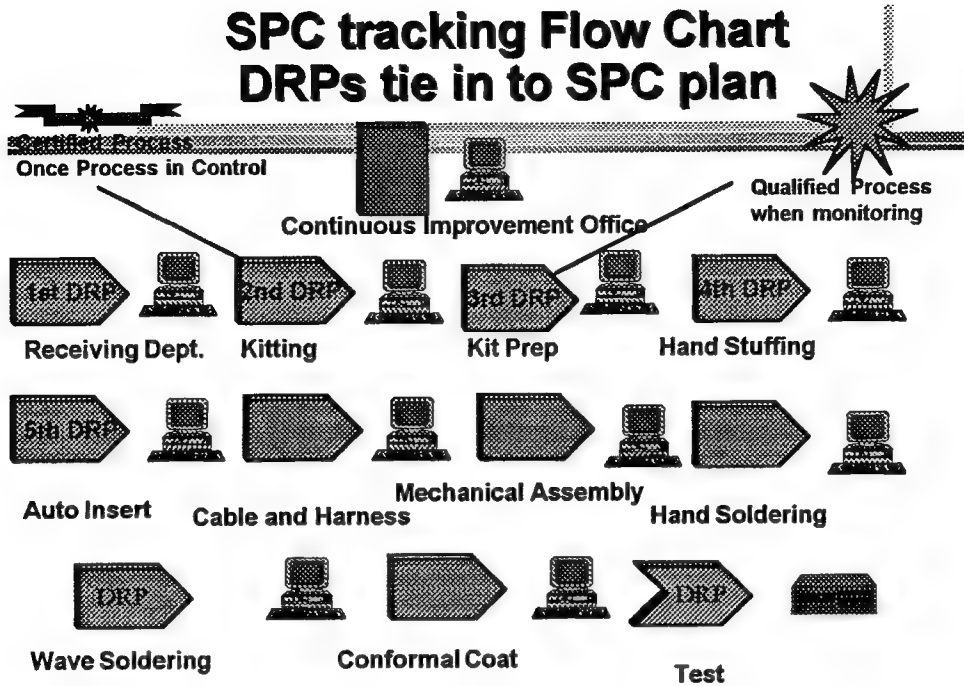 SPC tracking Flow Chart
DRPs tie in to SPC plan
Certified Process
Once Process in Control
Qualified Process
when monitoring
Continuous Improvement Office
1st DRP
2nd DRP
3rd DRP
4th DRP
Receiving Dept.
Kitting
Kit Prep
Hand Stuffing
5th DRP
Auto Insert
Cable and Harness
Mechanical Assembly
Hand Soldering
DRP
DRP
Wave Soldering
Conformal Coat
Test